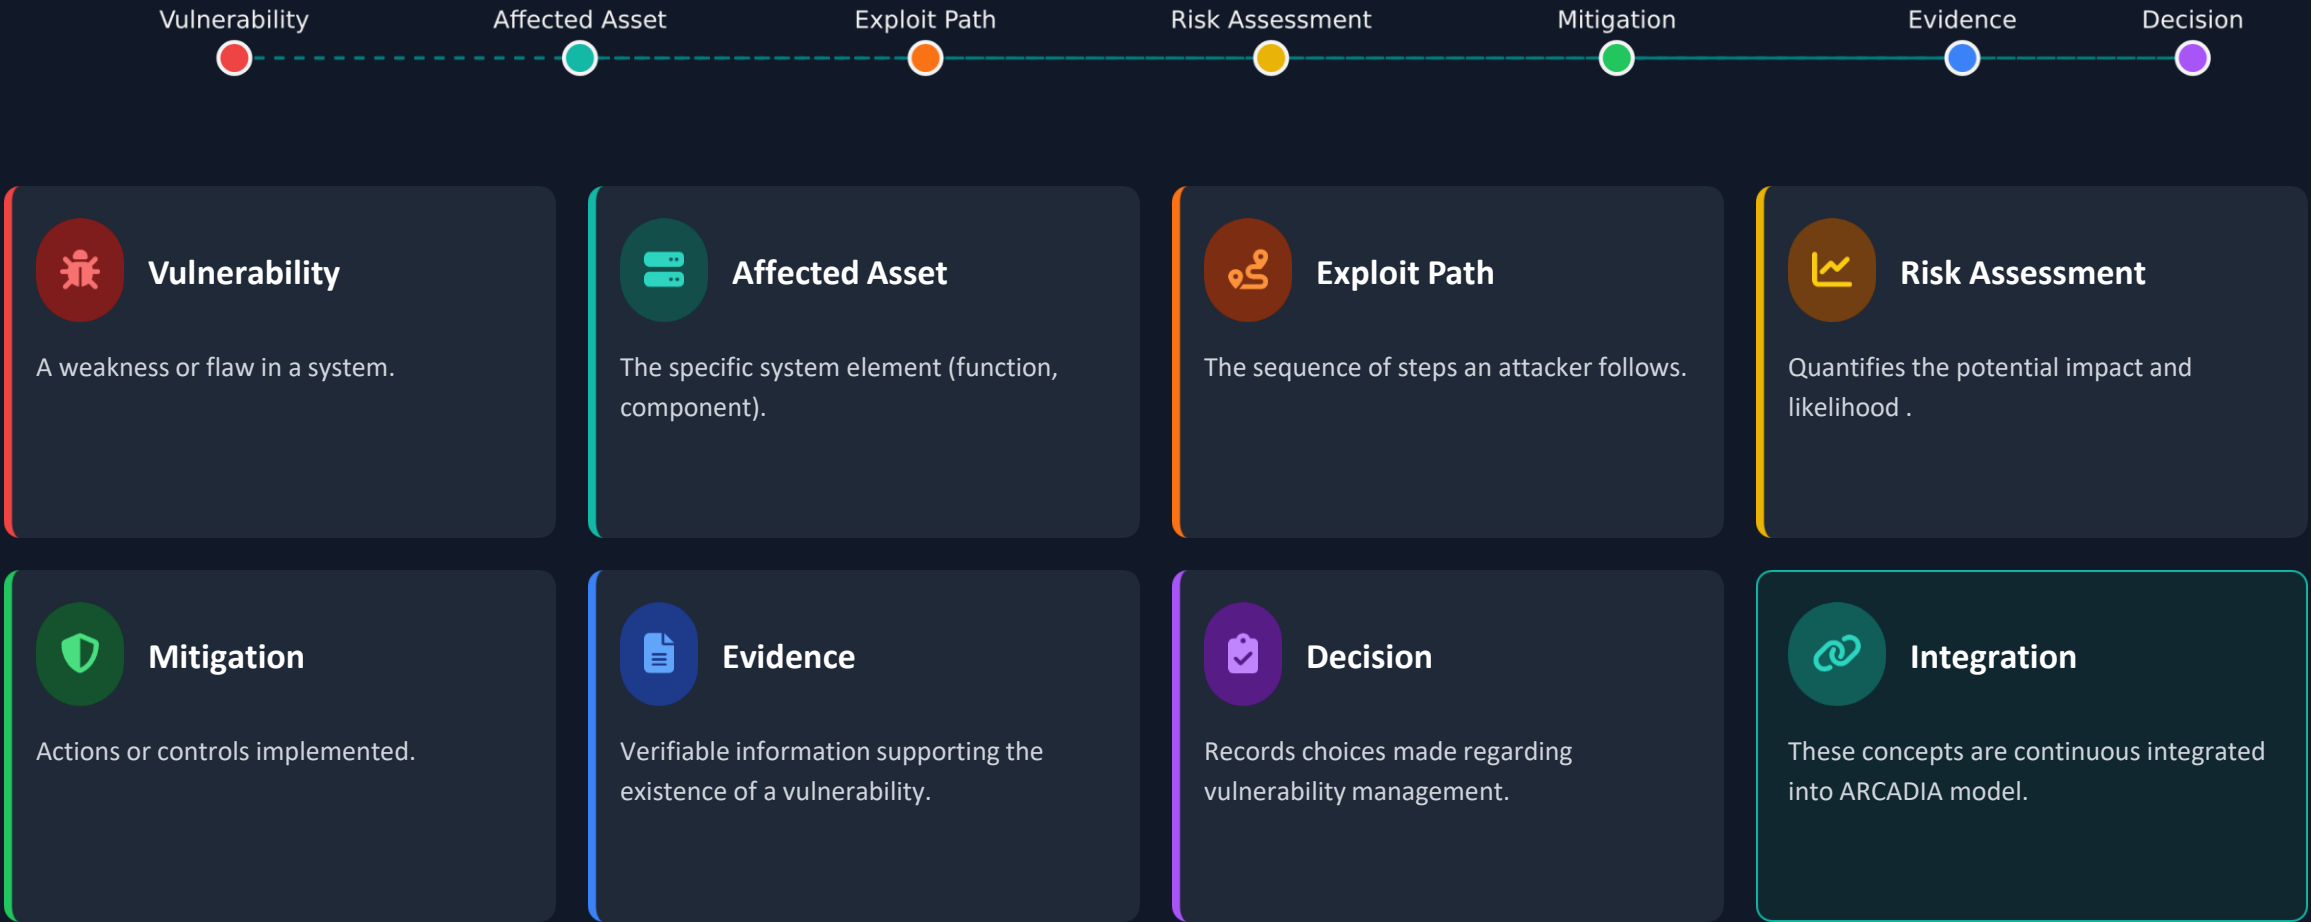 Vulnerability
Affected Asset
Exploit Path
Risk Assessment
Mitigation
Evidence
Decision
Vulnerability
A weakness or flaw in a system.
Affected Asset
The specific system element (function,
component).
Exploit Path
The sequence of steps an attacker follows.
Risk Assessment
Quantifies the potential impact and
likelihood .
Mitigation
Actions or controls implemented.
Evidence
Verifiable information supporting the
existence of a vulnerability.
Decision
Records choices made regarding
vulnerability management.
Integration
These concepts are continuous integrated
into ARCADIA model.